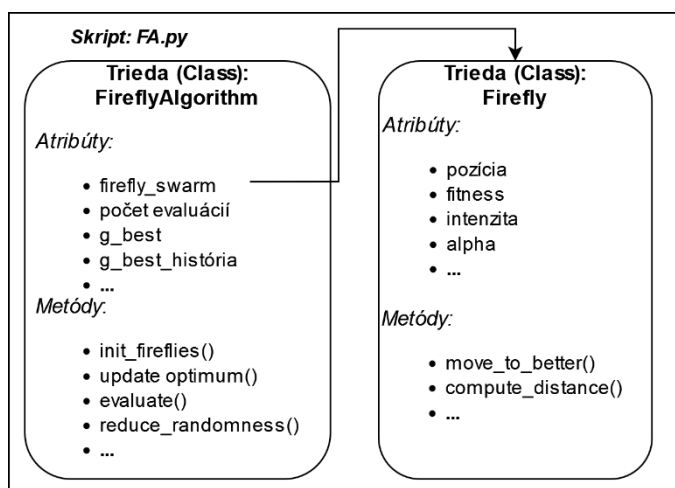 Skript: FA.py
Trieda (Class):
FireflyAlgorithm
Atribúty:
• firefly_swarm
• počet evaluácií
• g_best
• g_best_história
• ...
Metódy:
• init_fireflies()
• update optimum()
• evaluate()
• reduce_randomness()
• ...
Trieda (Class):
Firefly
Atribúty:
• pozícia
• fitness
• intenzita
• alpha
• ...
Metódy:
• move_to_better()
• compute_distance()
• ...